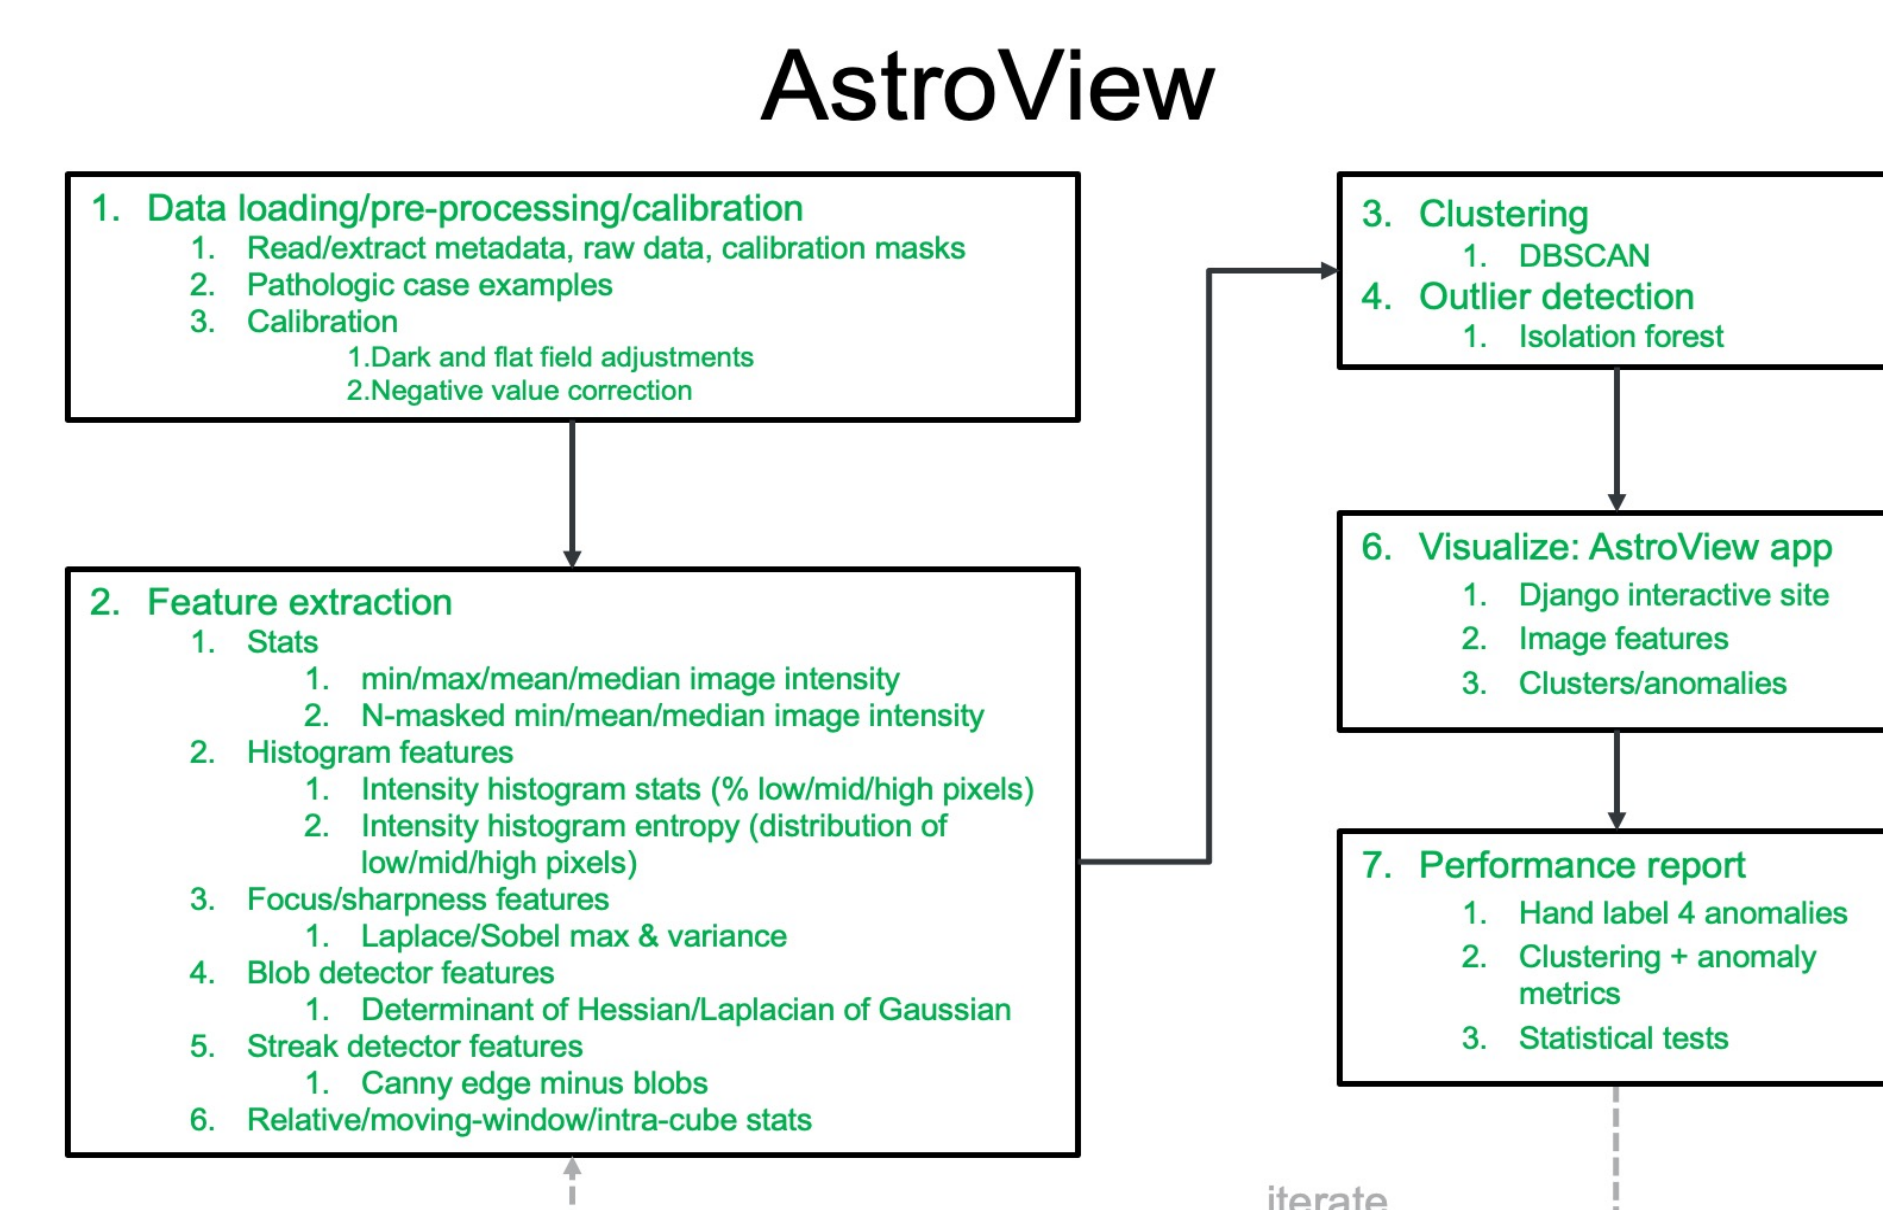 AstroView
1. Data loading/pre-processing/calibration
1. Read/extract metadata, raw data, calibration masks
2. Pathologic case examples
3. Calibration
1.Dark and flat field adjustments
2.Negative value correction
2. Feature extraction
1. Stats
1. min/max/mean/median image intensity
2. N-masked min/mean/median image intensity
2. Histogram features
1. Intensity histogram stats (% low/mid/high pixels)
2. Intensity histogram entropy (distribution of
low/mid/high pixels)
3. Focus/sharpness features
1. Laplace/Sobel max & variance
4. Blob detector features
1. Determinant of Hessian/Laplacian of Gaussian
5. Streak detector features
1. Canny edge minus blobs
6. Relative/moving-window/intra-cube stats
3. Clustering
1. DBSCAN
4. Outlier detection
1. Isolation forest
6. Visualize: AstroView app
1. Django interactive site
2. Image features
3. Clusters/anomalies
7. Performance report
1. Hand label 4 anomalies
2. Clustering + anomaly
metrics
3. Statistical tests
iterate